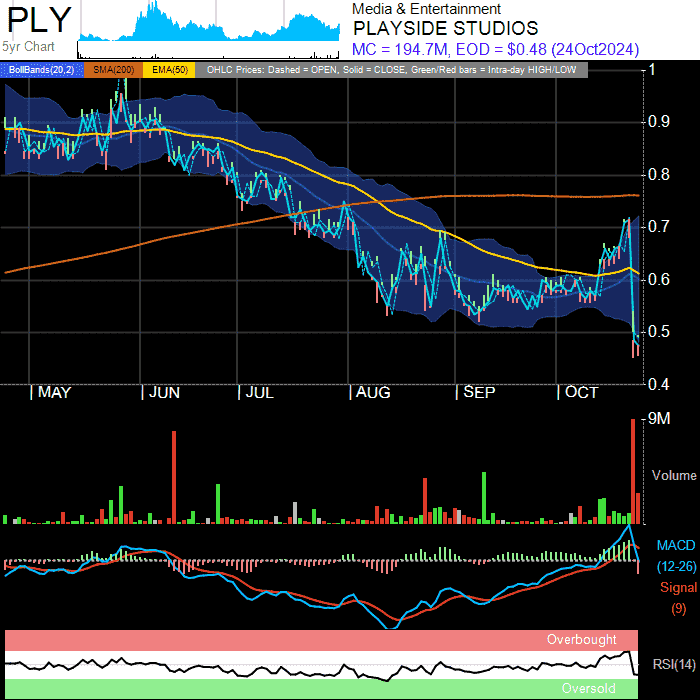 PLY
5yr Chart
Media & Entertainment
PLAYSIDE STUDIOS
MC = 194.7M, EOD = $0.48 (24Oct2024)
BollBands(20,2) SMA(200) EMA(50) OHLC Prices: Dashed = OPEN, Solid = CLOSE, Green/Red bars = Intra-day HIGH/LOW
1
0.9
0.8
0.7
0.6
0.5
0.4
MAY JUN JUL AUG SEP OCT
9M
Volume
MACD
(12-26)
Signal
(9)
Overbought
RSI(14)
Oversold